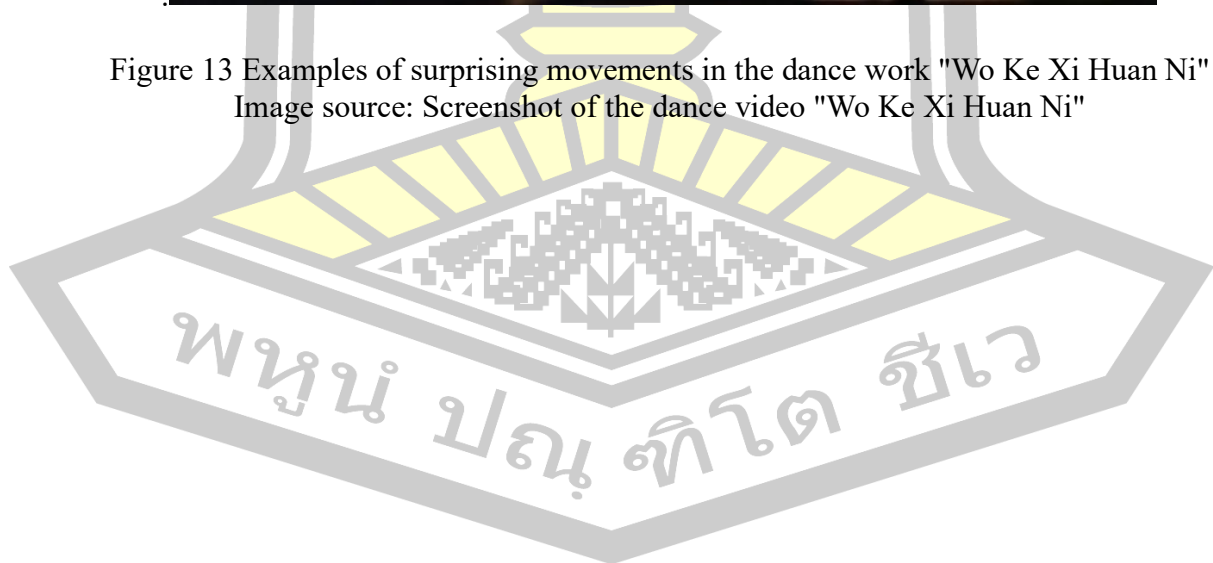 Figure 13 Examples of surprising movements in the dance work "Wo Ke Xi Huan Ni"
Image source: Screenshot of the dance video "Wo Ke Xi Huan Ni"
พหูนํ ปณฺฑิโต ชีเว